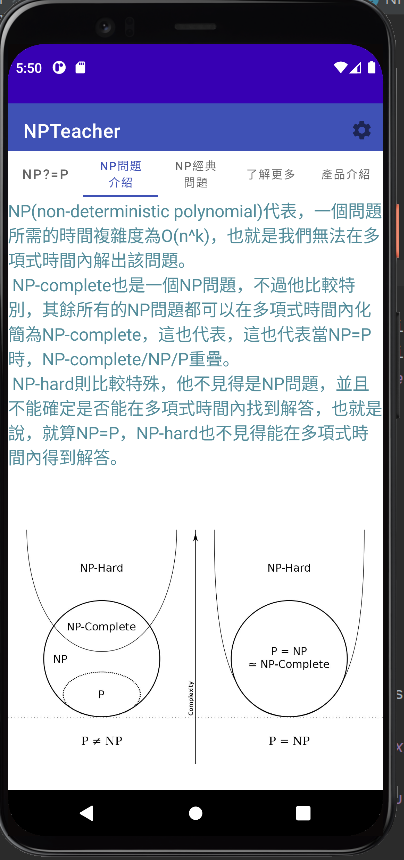 5:50
NPTeacher
NP?=P
NP問題
介紹
NP經典
問題
了解更多
產品介紹
NP(non-deterministic polynomial)代表，一個問題
所需的時間複雜度為O(n^k)，也就是我們無法在多
項式時間內解出該問題。
NP-complete也是一個NP問題，不過他比較特
別，其餘所有的NP問題都可以在多項式時間內化
簡為NP-complete，這也代表，這也代表當NP=P
時，NP-complete/NP/P重疊。
NP-hard則比較特殊，他不見得是NP問題，並且
不能確定是否能在多項式時間內找到解答，也就是
說，就算NP=P，NP-hard也不見得能在多項式時
間內得到解答。
NP-Hard
NP-Complete
NP
P
P ≠ NP
Complexity
NP-Hard
P = NP
≃ NP-Complete
P = NP